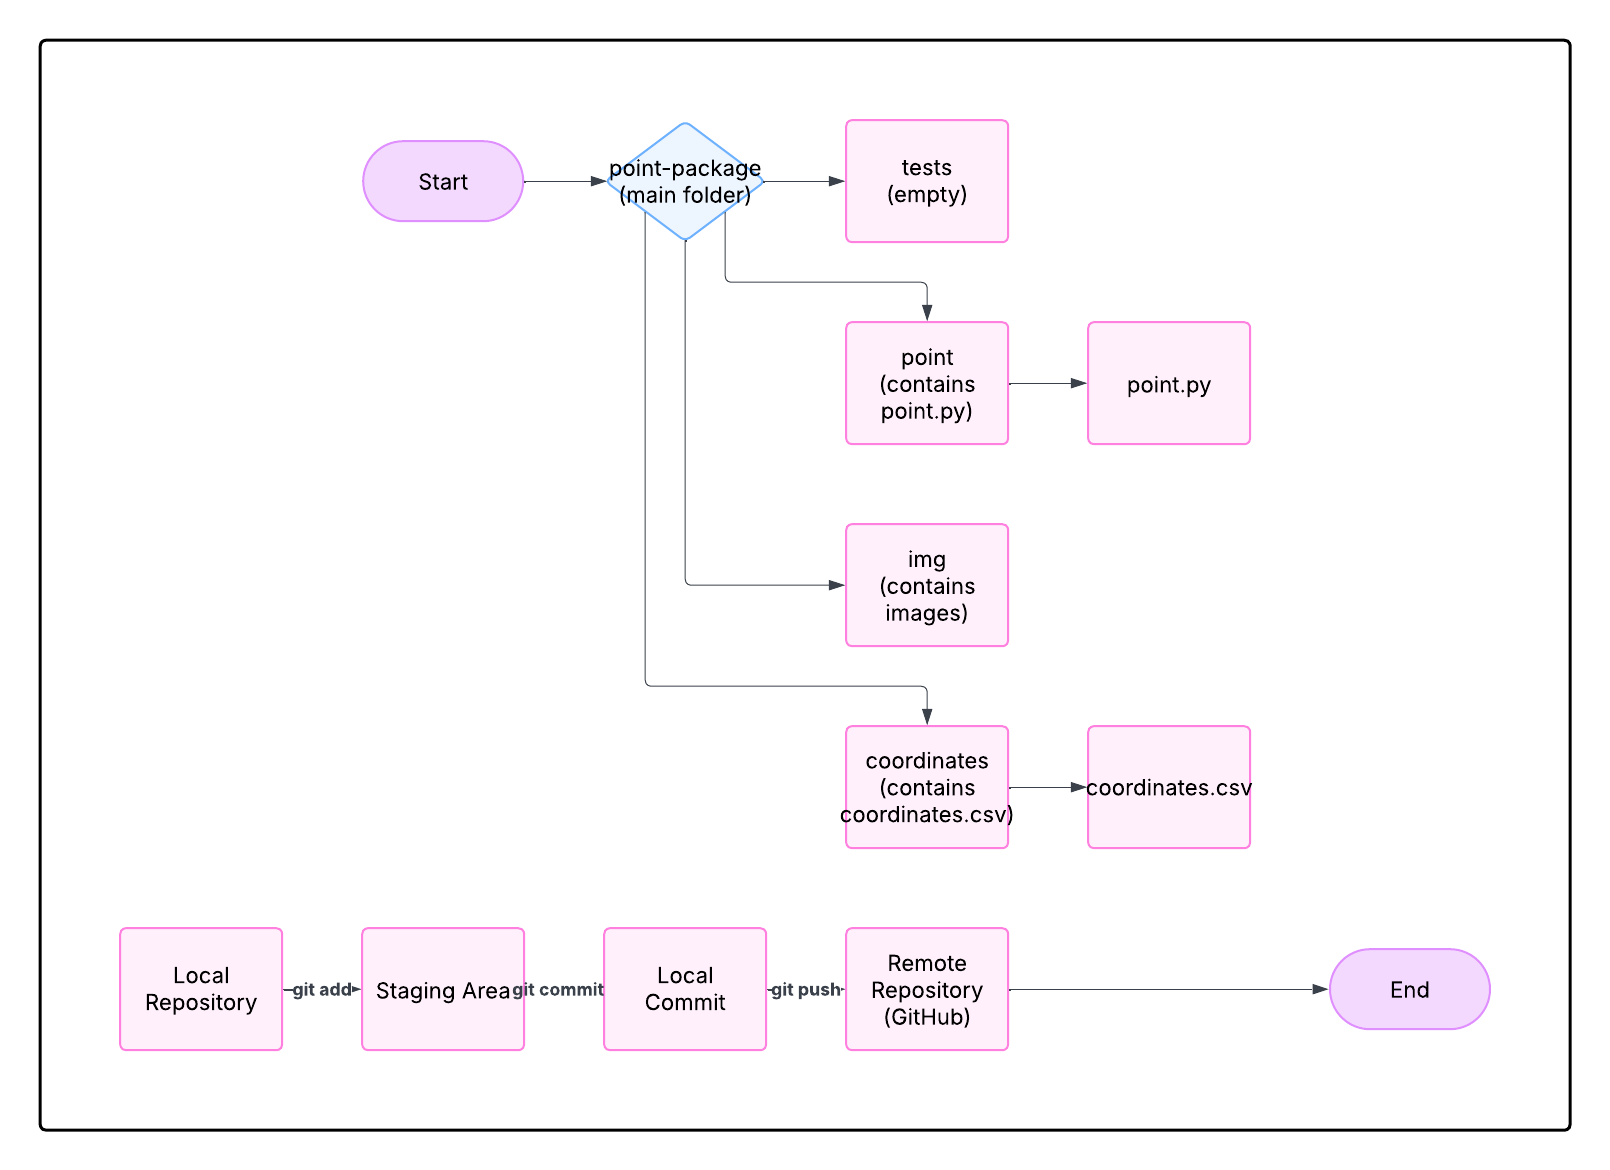 Start
point-package
(main folder)
tests
(empty)
point
(contains
point.py)
point.py
img
(contains
images)
coordinates
(contains
coordinates.csv)
coordinates.csv
Local
Repository
git add
Staging Area
git commit
Local
Commit
git push
Remote
Repository
(GitHub)
End